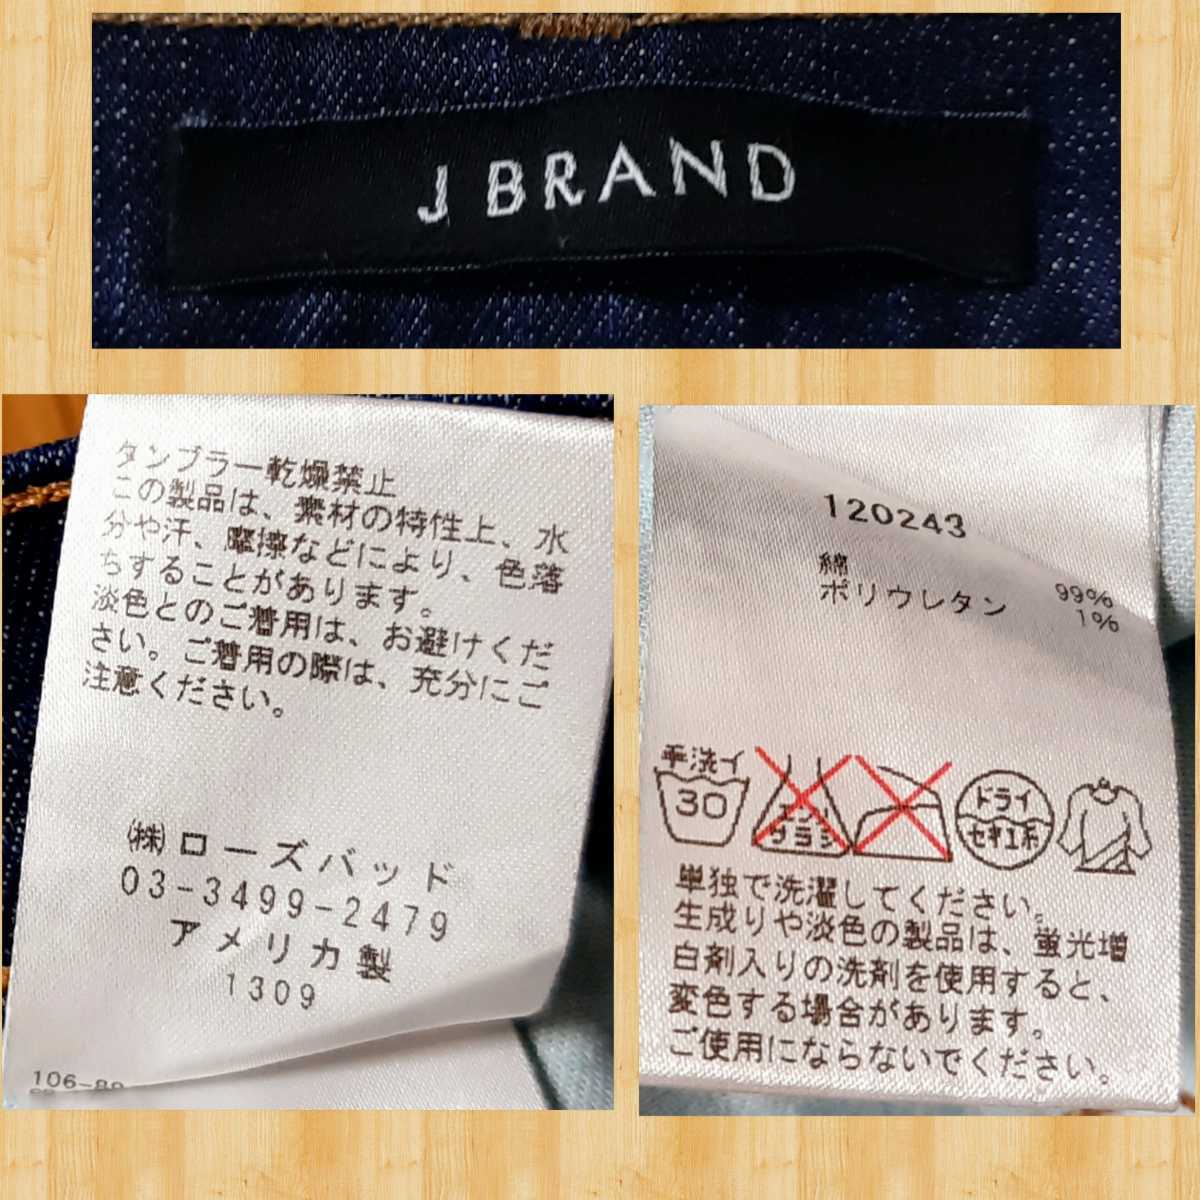 J BRAND
タンブラー乾燥禁止
この製品は、素材の特性上、水
分や汗、摩擦などにより、色落
ちすることがあります。
淡色とのご着用は、お避けくだ
さい。ご着用の際は、充分にご
注意ください。
㈱ローズバッド
03-3499-2479
アメリカ製
1309
120243
綿 99%
ポリウレタン 1%
手洗イ
30
エンソ
サラシ
ドライ
セキユ系
単独で洗濯してください。
生成りや淡色の製品は、蛍光増
白剤入りの洗剤を使用すると、
変色する場合があります。
ご使用にならないでください。